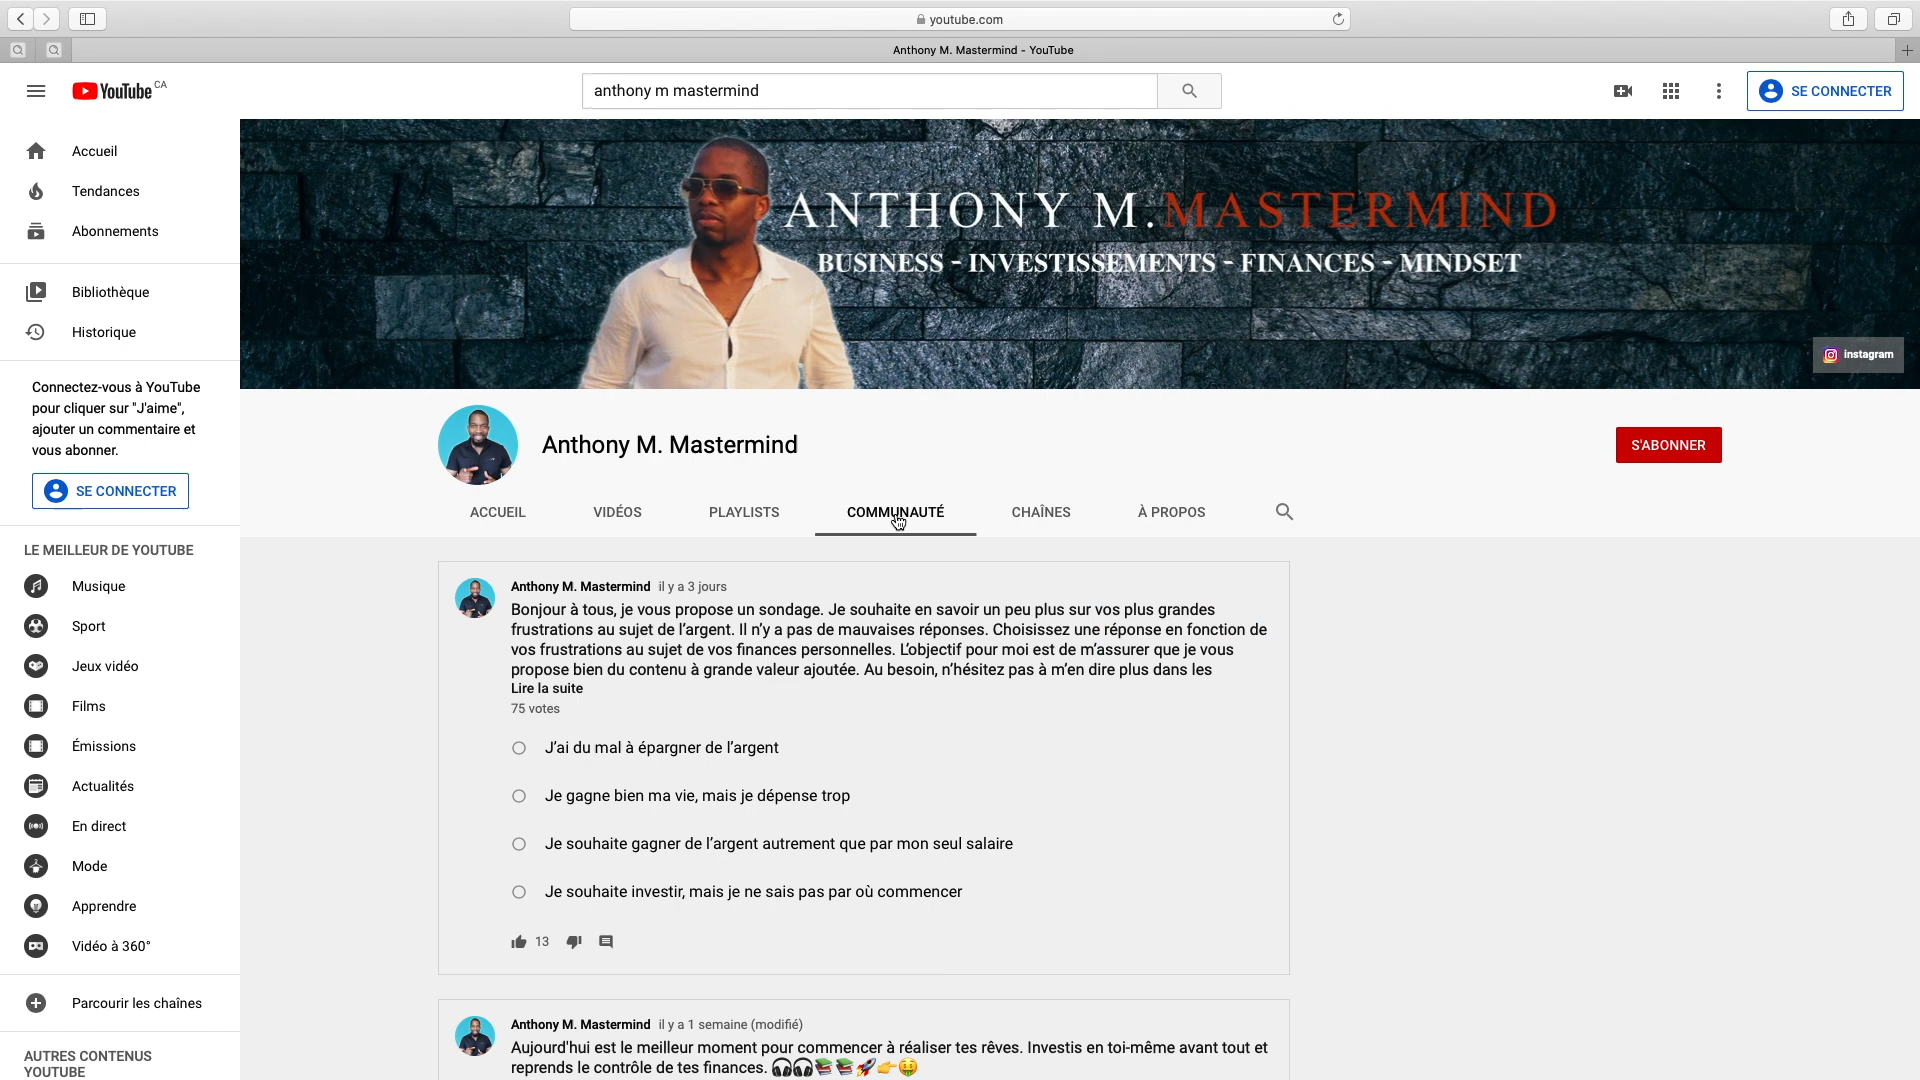 youtube.com
Anthony M. Mastermind - YouTube
YouTube CA
anthony m mastermind
SE CONNECTER
Accueil
Tendances
Abonnements
Bibliothèque
Historique
Connectez-vous à YouTube
pour cliquer sur "J'aime",
ajouter un commentaire et
vous abonner.
SE CONNECTER
LE MEILLEUR DE YOUTUBE
Musique
Sport
Jeux vidéo
Films
Émissions
Actualités
En direct
Mode
Apprendre
Vidéo à 360°
Parcourir les chaînes
AUTRES CONTENUS
YOUTUBE
ANTHONY M.MASTERMIND
BUSINESS - INVESTISSEMENTS - FINANCES - MINDSET
instagram
Anthony M. Mastermind
S'ABONNER
ACCUEIL VIDÉOS PLAYLISTS COMMUNAUTÉ CHAÎNES À PROPOS
Anthony M. Mastermind il y a 3 jours
Bonjour à tous, je vous propose un sondage. Je souhaite en savoir un peu plus sur vos plus grandes
frustrations au sujet de l’argent. Il n’y a pas de mauvaises réponses. Choisissez une réponse en fonction de
vos frustrations au sujet de vos finances personnelles. L’objectif pour moi est de m’assurer que je vous
propose bien du contenu à grande valeur ajoutée. Au besoin, n’hésitez pas à m’en dire plus dans les
Lire la suite
75 votes
J’ai du mal à épargner de l’argent
Je gagne bien ma vie, mais je dépense trop
Je souhaite gagner de l’argent autrement que par mon seul salaire
Je souhaite investir, mais je ne sais pas par où commencer
13
Anthony M. Mastermind il y a 1 semaine (modifié)
Aujourd'hui est le meilleur moment pour commencer à réaliser tes rêves. Investis en toi-même avant tout et
reprends le contrôle de tes finances. 🎧🎧📚📚🚀👉🤑